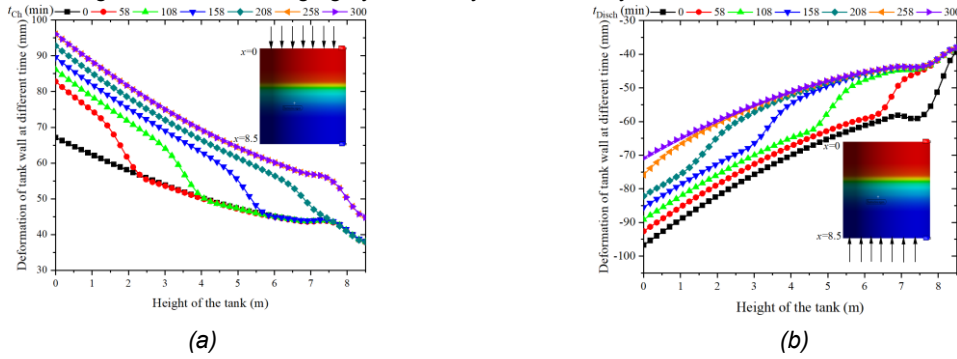 t_Ch (min) 0 58 108 158 208 258 300
Deformation of tank wall at different time (mm)
100
90
80
70
60
50
40
30
0 1 2 3 4 5 6 7 8
Height of the tank (m)
x=0
x=8.5
(a)
t_Disch (min) 0 58 108 158 208 258 300
Deformation of tank wall at different time (mm)
-30
-40
-50
-60
-70
-80
-90
-100
0 1 2 3 4 5 6 7 8
Height of the tank (m)
x=0
x=8.5
(b)